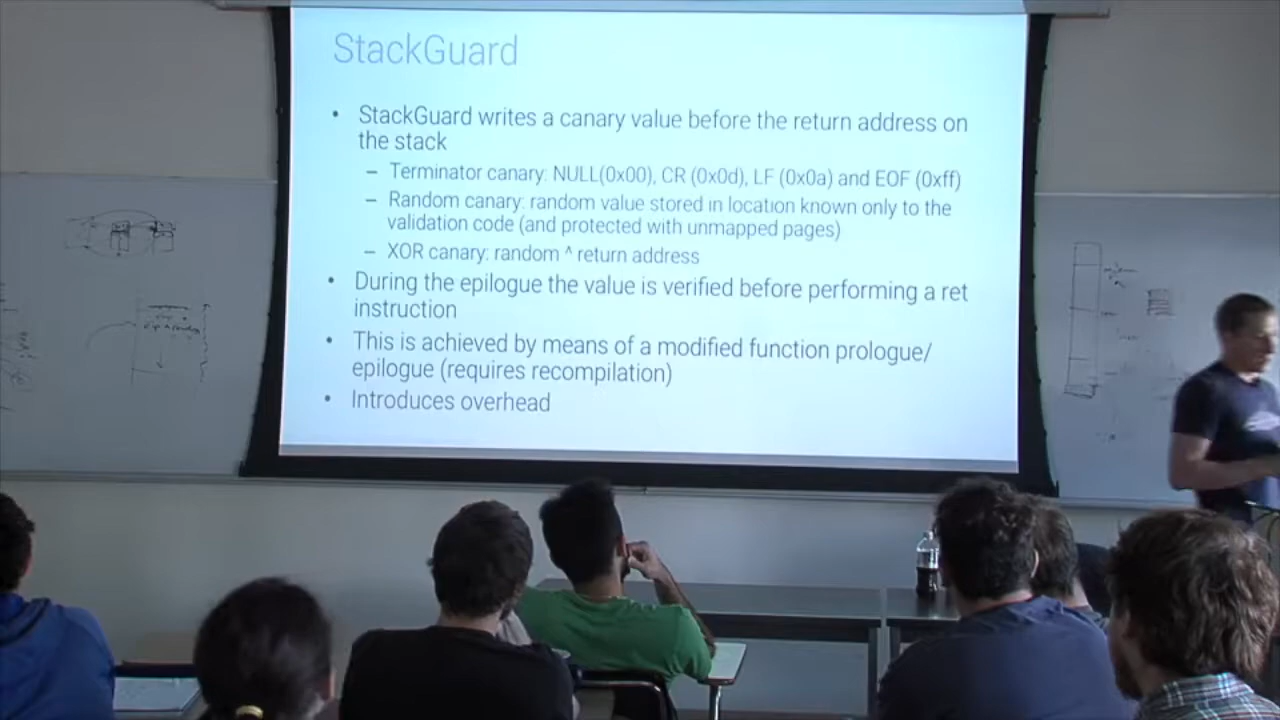 StackGuard
• StackGuard writes a canary value before the return address on
the stack
– Terminator canary: NULL(0x00), CR (0x0d), LF (0x0a) and EOF (0xff)
– Random canary: random value stored in location known only to the
validation code (and protected with unmapped pages)
– XOR canary: random ^ return address
• During the epilogue the value is verified before performing a ret
instruction
• This is achieved by means of a modified function prologue/
epilogue (requires recompilation)
• Introduces overhead